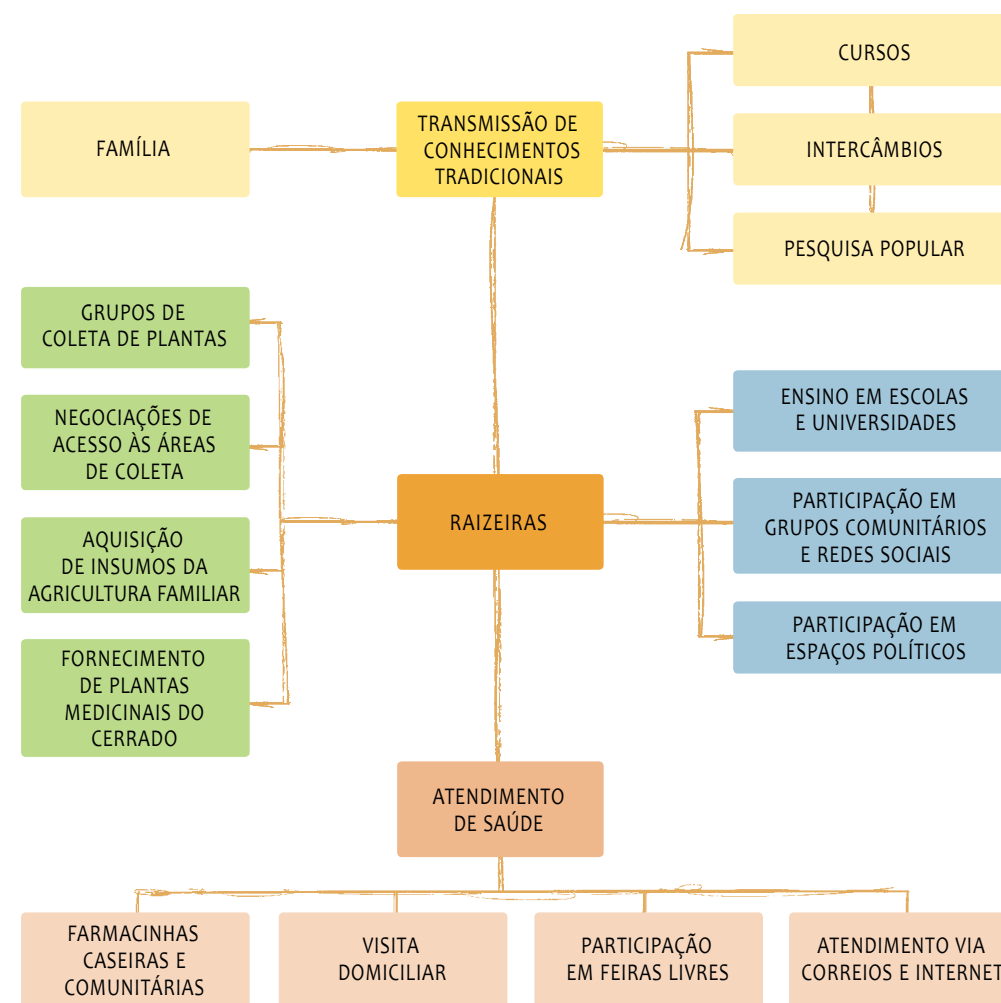 CURSOS
FAMÍLIA
TRANSMISSÃO DE
CONHECIMENTOS
TRADICIONAIS
INTERCÂMBIOS
PESQUISA POPULAR
GRUPOS DE
COLETA DE PLANTAS
NEGOCIAÇÕES DE
ACESSO ÀS ÁREAS
DE COLETA
AQUISIÇÃO
DE INSUMOS DA
AGRICULTURA FAMILIAR
FORNECIMENTO
DE PLANTAS
MEDICINAIS DO
CERRADO
RAIZEIRAS
ENSINO EM ESCOLAS
E UNIVERSIDADES
PARTICIPAÇÃO EM
GRUPOS COMUNITÁRIOS
E REDES SOCIAIS
PARTICIPAÇÃO EM
ESPAÇOS POLÍTICOS
ATENDIMENTO
DE SAÚDE
FARMACINHAS
CASEIRAS E
COMUNITÁRIAS
VISITA
DOMICILIAR
PARTICIPAÇÃO
EM FEIRAS LIVRES
ATENDIMENTO VIA
CORREIOS E INTERNET